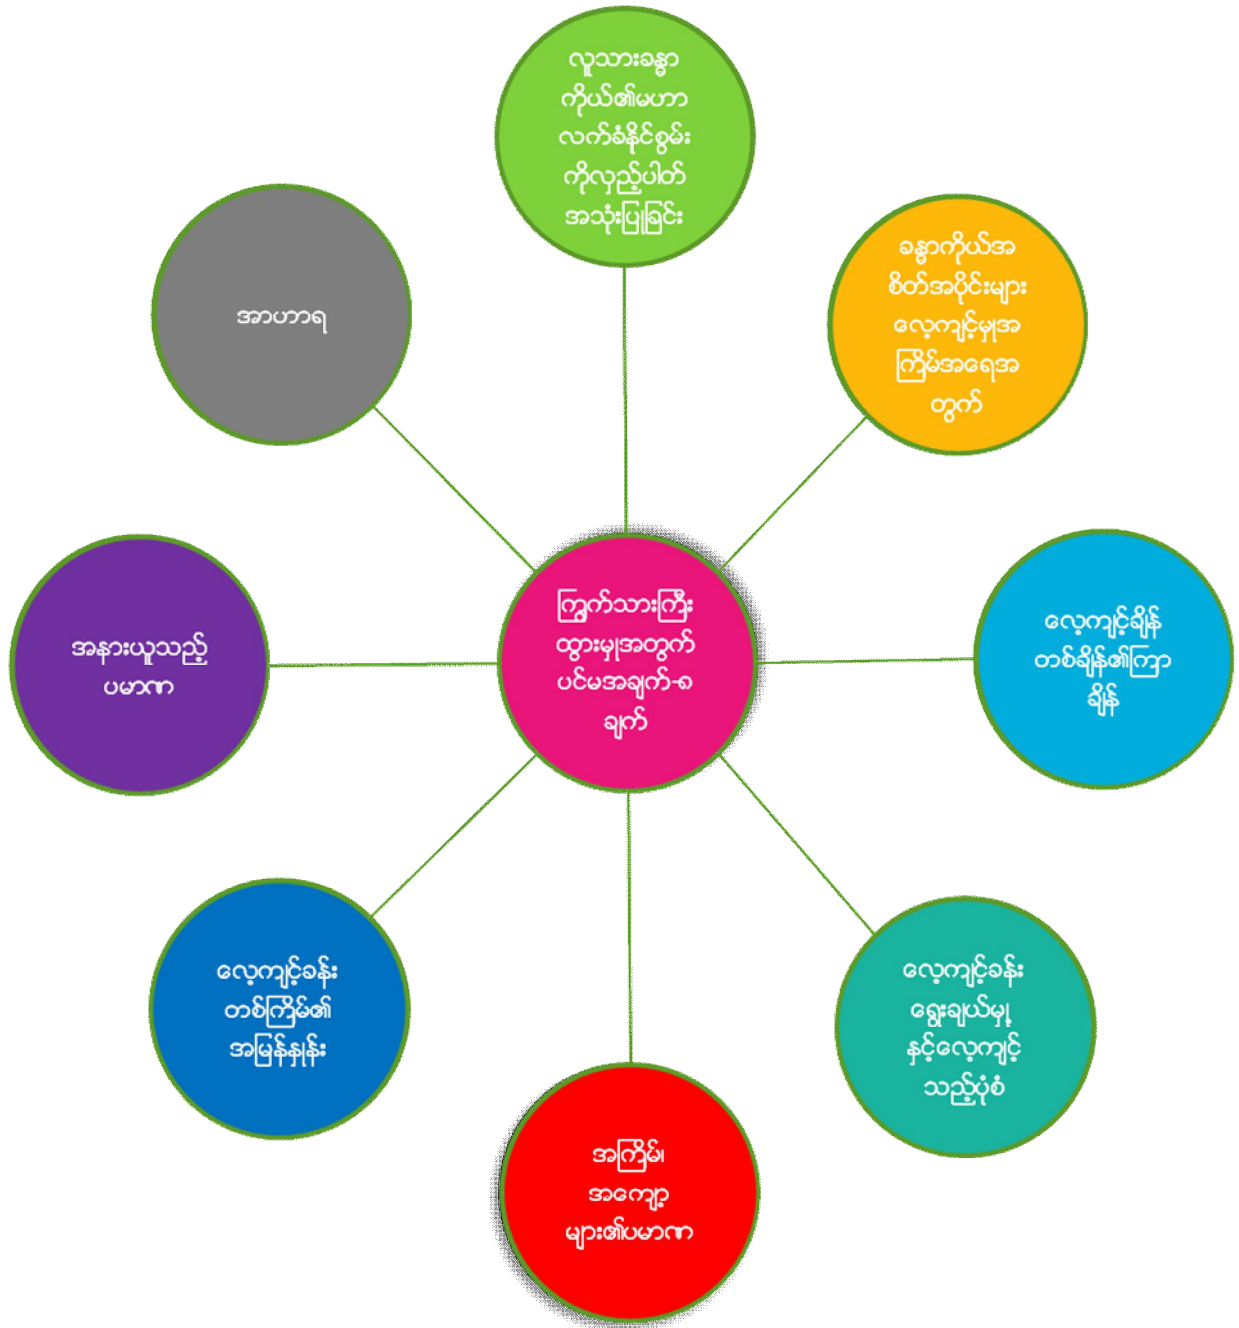 လူသားခန္ဓာ
ကိုယ်၏မဟာ
လက်ခံနိုင်စွမ်း
ကိုလှည့်ပါတ်
အသုံးပြုခြင်း
ခန္ဓာကိုယ်အ
စိတ်အပိုင်းများ
လေ့ကျင့်မှုအ
ကြိမ်အရေအ
တွက်
လေ့ကျင့်ချိန်
တစ်ချိန်၏ကြာ
ချိန်
လေ့ကျင့်ခန်း
ရွေးချယ်မှု့
နှင့်လေ့ကျင့်
သည့်ပုံစံ
အကြိမ်၊
အကျော့
များ၏ပမာဏ
လေ့ကျင့်ခန်း
တစ်ကြိမ်၏
အမြန်နှုန်း
အနားယူသည့်
ပမာဏ
အာဟာရ
ကြွက်သားကြီး
ထွားမှုအတွက်
ပင်မအချက်-၈
ချက်